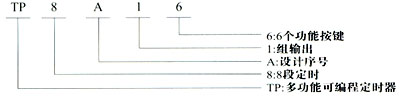 TP 8 A 1 6
6:6个功能按键
1:组输出
A:设计序号
8:8段定时
TP:多功能可编程定时器